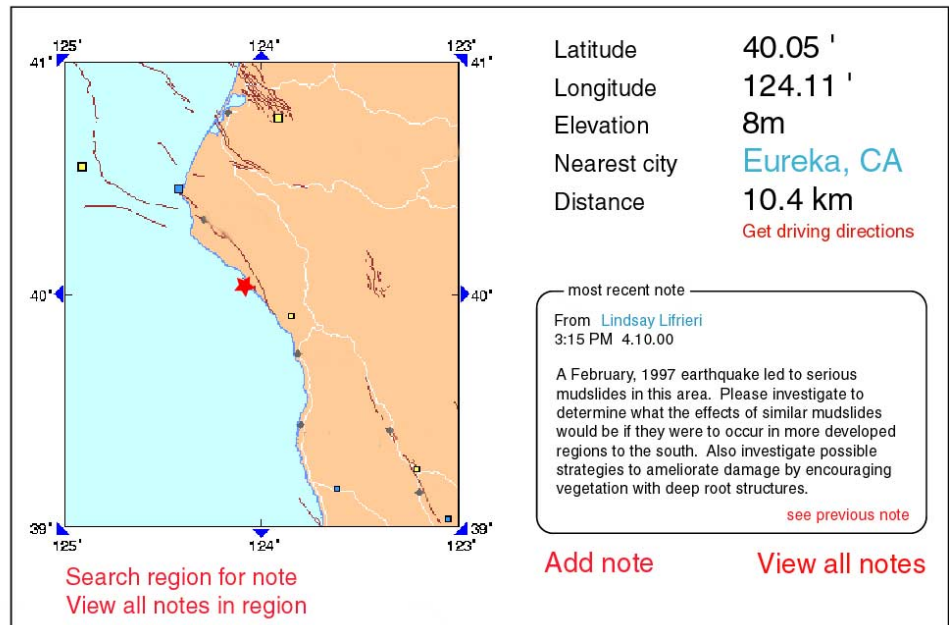 125° 124° 123°
41° 41°
40° 40°
39° 39°
125° 124° 123°
Search region for note
View all notes in region
Latitude 40.05 '
Longitude 124.11 '
Elevation 8m
Nearest city Eureka, CA
Distance 10.4 km
Get driving directions
most recent note
From Lindsay Lifrieri
3:15 PM 4.10.00
A February, 1997 earthquake led to serious
mudslides in this area. Please investigate to
determine what the effects of similar mudslides
would be if they were to occur in more developed
regions to the south. Also investigate possible
strategies to ameliorate damage by encouraging
vegetation with deep root structures.
see previous note
Add note View all notes